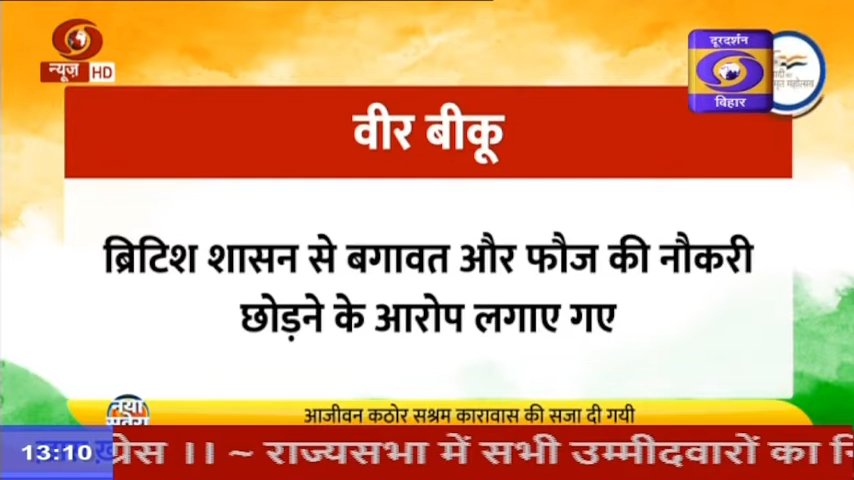 न्यूज़ HD
दूरदर्शन
बिहार
वीर बीकू
ब्रिटिश शासन से बगावत और फौज की नौकरी
छोड़ने के आरोप लगाए गए
नया
आजीवन कठोर सश्रम कारावास की सजा दी गयी
13:10 प्रेस ।। ~ राज्यसभा में सभी उम्मीदवारों का